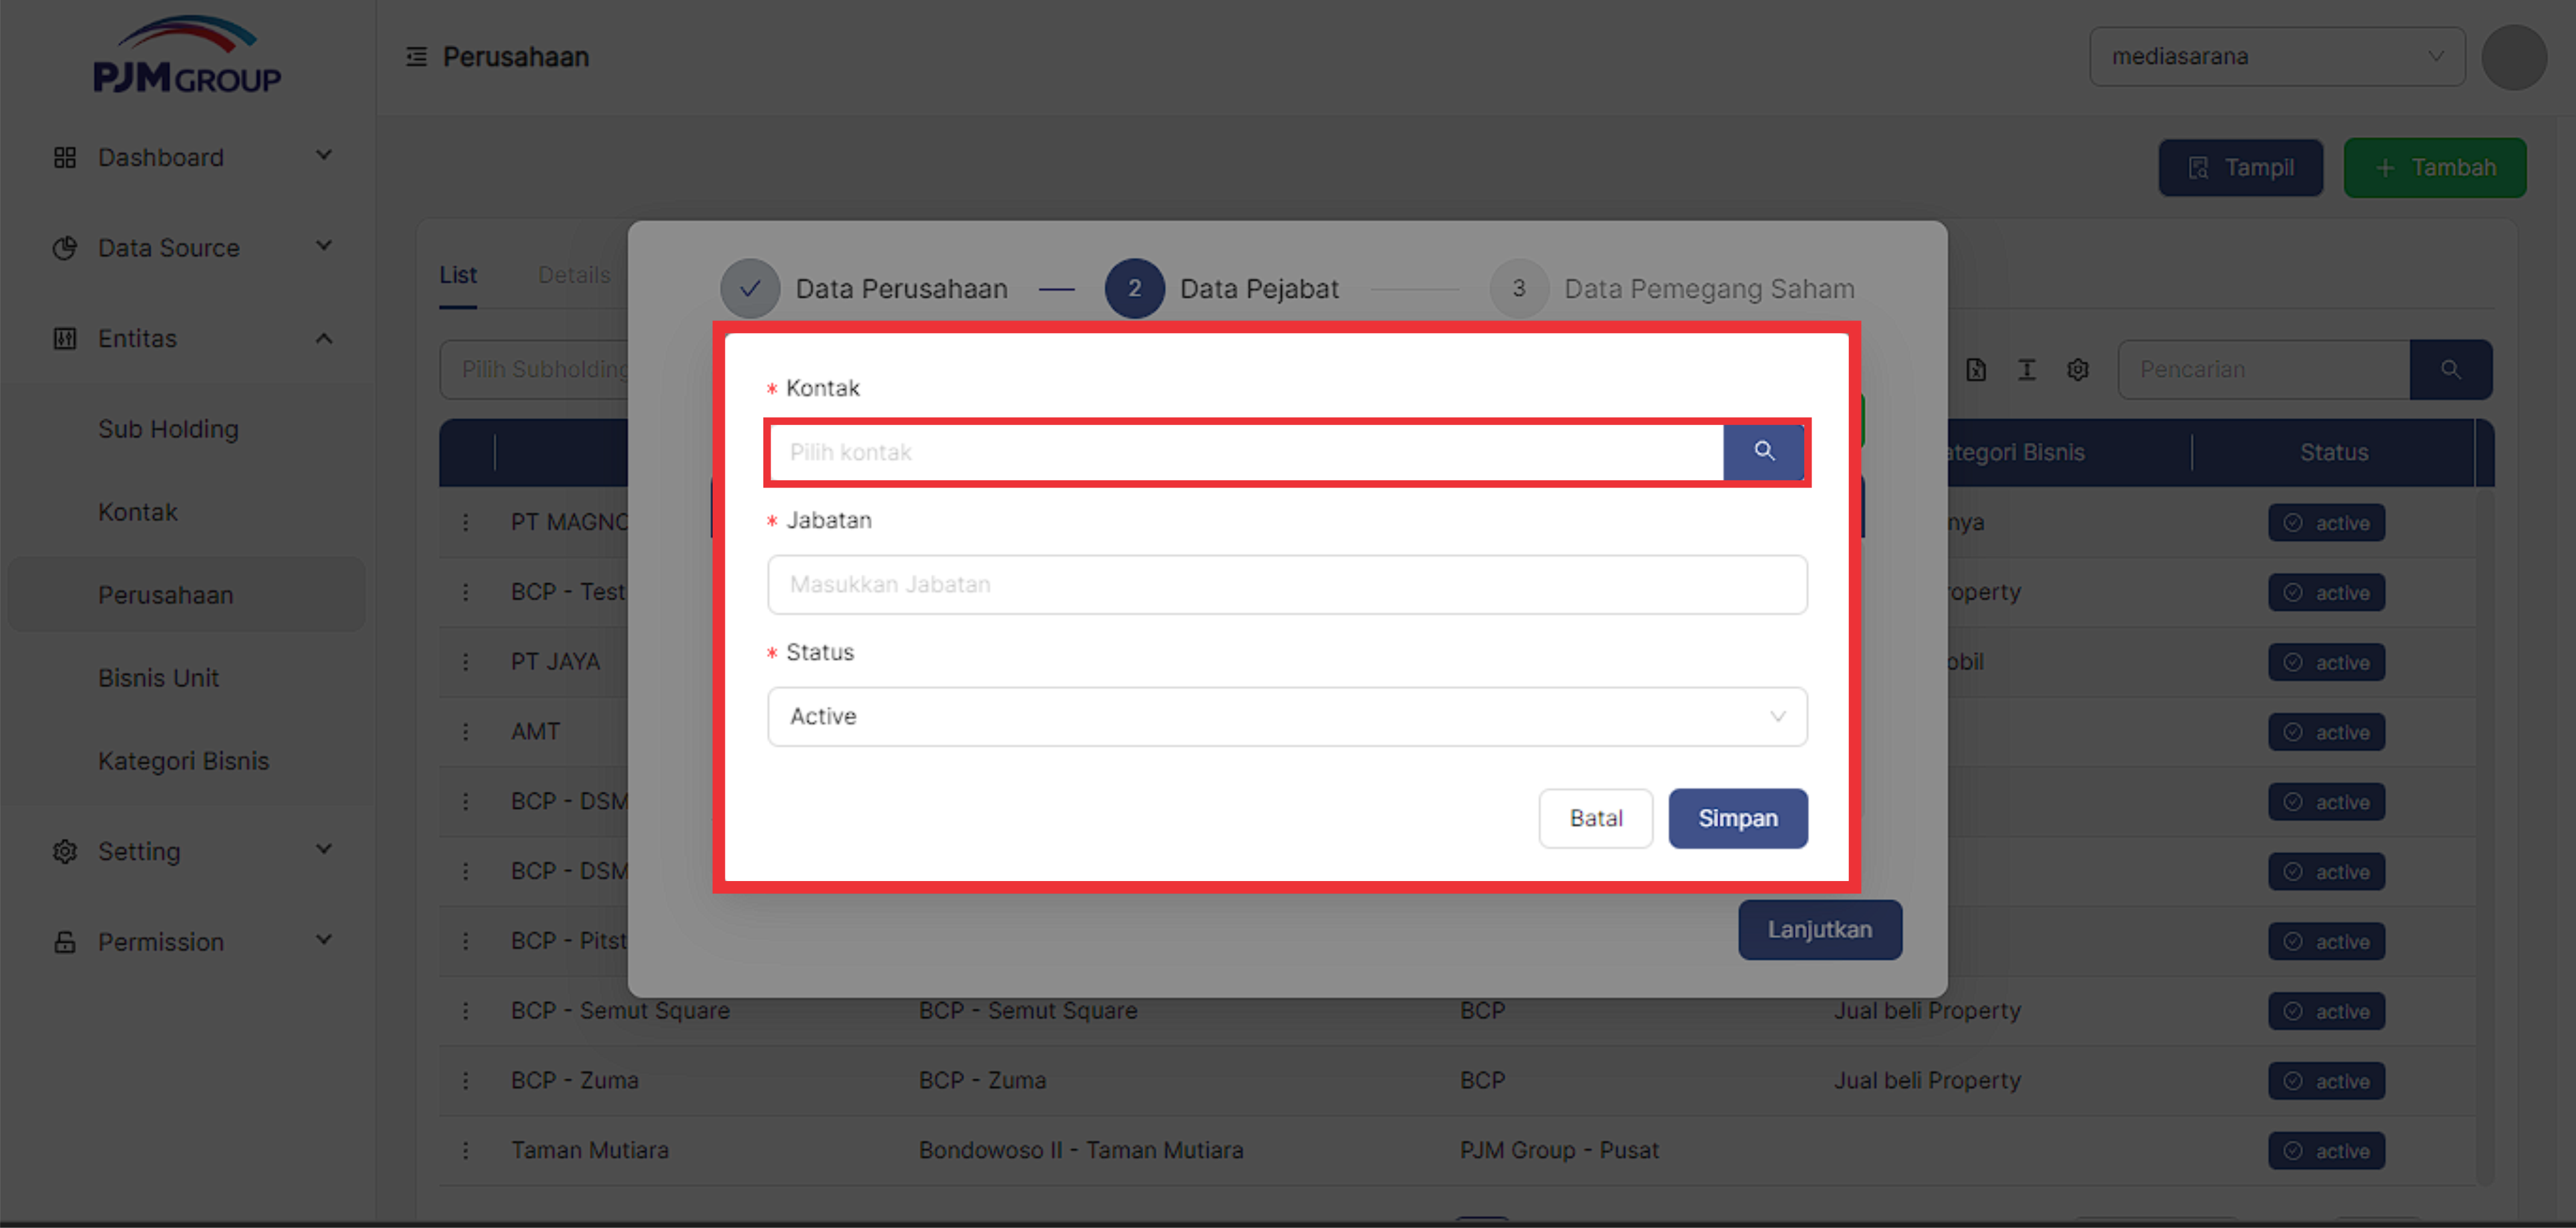 PJM GROUP
Perusahaan
mediasarana
Dashboard
Data Source
Entitas
Sub Holding
Kontak
Perusahaan
Bisnis Unit
Kategori Bisnis
Setting
Permission
Tampil
+ Tambah
List
Details
Data Perusahaan
2 Data Pejabat
3 Data Pemegang Saham
Pilih Subholding
Pencarian
* Kontak
Pilih kontak
* Jabatan
Masukkan Jabatan
* Status
Active
Batal
Simpan
Lanjutkan
ategori Bisnis
Status
PT MAGNO
nya
active
BCP - Test
operty
active
PT JAYA
obil
active
AMT
active
BCP - DSM
active
BCP - DSM
active
BCP - Pitst
active
BCP - Semut Square
BCP - Semut Square
BCP
Jual beli Property
active
BCP - Zuma
BCP - Zuma
BCP
Jual beli Property
active
Taman Mutiara
Bondowoso II - Taman Mutiara
PJM Group - Pusat
active